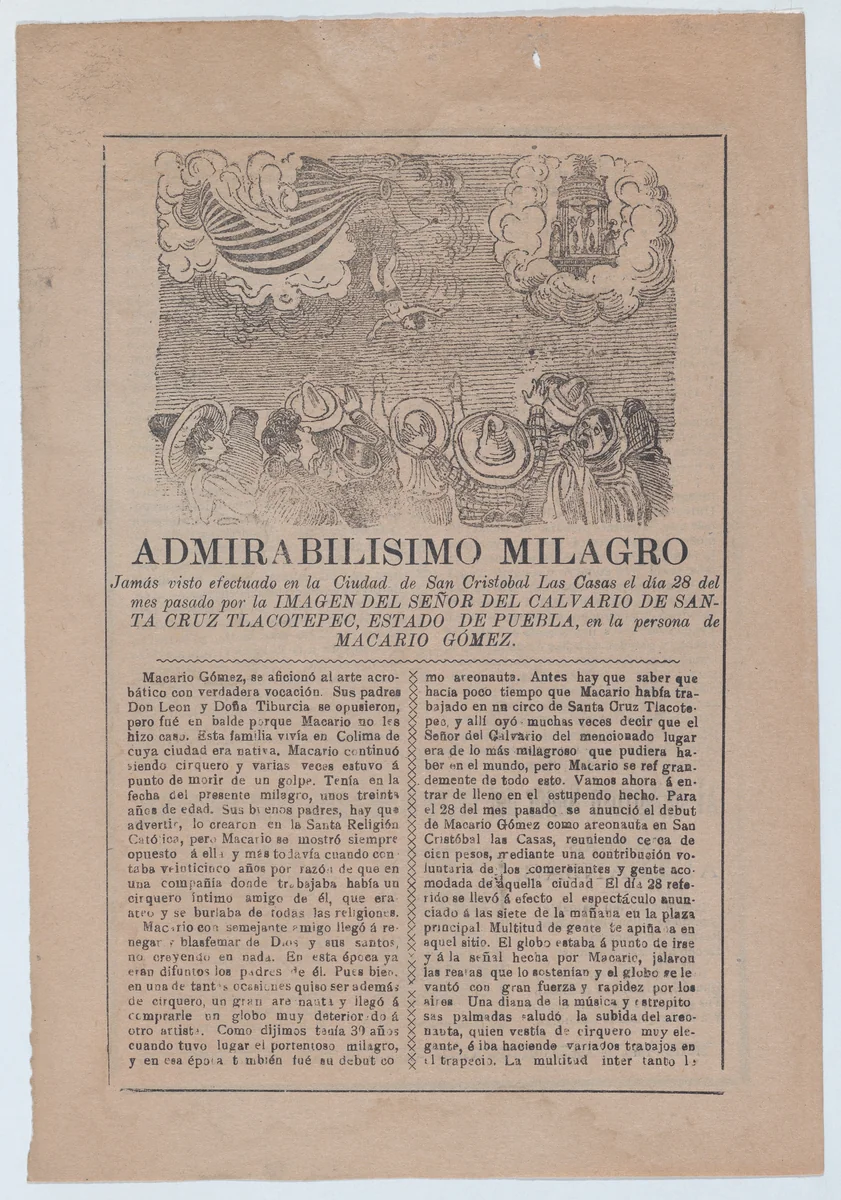 ADMIRABILISIMO MILAGRO
Jamás visto efectuado en la Ciudad de San Cristobal Las Casas el día 28 del
mes pasado por la IMAGEN DEL SEÑOR DEL CALVARIO DE SAN-
TA CRUZ TLACOTEPEC, ESTADO DE PUEBLA, en la persona de
MACARIO GÓMEZ.
Macario Gómez, se aficionó al arte acro-
bático con verdadera vocación. Sus padres
Don Leon y Doña Tiburcia se opusieron,
pero fué en balde porque Macario no les
hizo caso. Esta familia vivía en Colima de
cuya ciudad era nativa. Macario continuó
siendo cirquero y varias veces estuvo á
punto de morir de un golpe. Tenía en la
fecha del presente milagro, unos treinta
años de edad. Sus buenos padres, hay que
advertir, lo crearon en la Santa Religión
Católica, pero Macario se mostró siempre
opuesto á ella y más todavía cuando con-
taba veinticinco años por razón de que en
una compañía donde trabajaba había un
cirquero íntimo amigo de él, que era
ateo y se burlaba de todas las religiones.
Macario con semejante amigo llegó á re-
negar y blasfemar de Dios y sus santos,
no creyendo en nada. En esta época ya
eran difuntos los padres de él. Pues bien,
en una de tantas ocasiones quiso ser además
de cirquero, un gran areonauta y llegó á
comprarle un globo muy deteriorado á
otro artista. Como dijimos tenía 30 años
cuando tuvo lugar el portentoso milagro,
y en esa época también fué su debut co
mo areonauta. Antes hay que saber que
hacía poco tiempo que Macario había tra-
bajado en un circo de Santa Cruz Tlacote-
pec, y allí oyó muchas veces decir que el
Señor del Calvario del mencionado lugar
era de lo más milagroso que pudiera ha-
ber en el mundo, pero Macario se ref gran-
demente de todo esto. Vamos ahora á en-
trar de lleno en el estupendo hecho. Para
el 28 del mes pasado se anunció el debut
de Macario Gómez como areonauta en San
Cristóbal las Casas, reuniendo cerca de
cien pesos, mediante una contribución vo-
luntaria de los comerciantes y gente aco-
modada de aquella ciudad El día 28 refe-
rido se llevó á efecto el espectáculo anun-
ciado á las siete de la mañana en la plaza
principal Multitud de gente te apiñaba en
aquel sitio. El globo estaba á punto de irse
y á la señal hecha por Macario, jalaron
las reatas que lo sostenían y el globo se le
vantó con gran fuerza y rapidez por los
aires Una diana de la música y estrepito
sas palmadas saludó la subida del areo-
nauta, quien vestía de cirquero muy ele-
gante, é iba haciendo variados trabajos en
el trapecio. La multitud inter tanto le